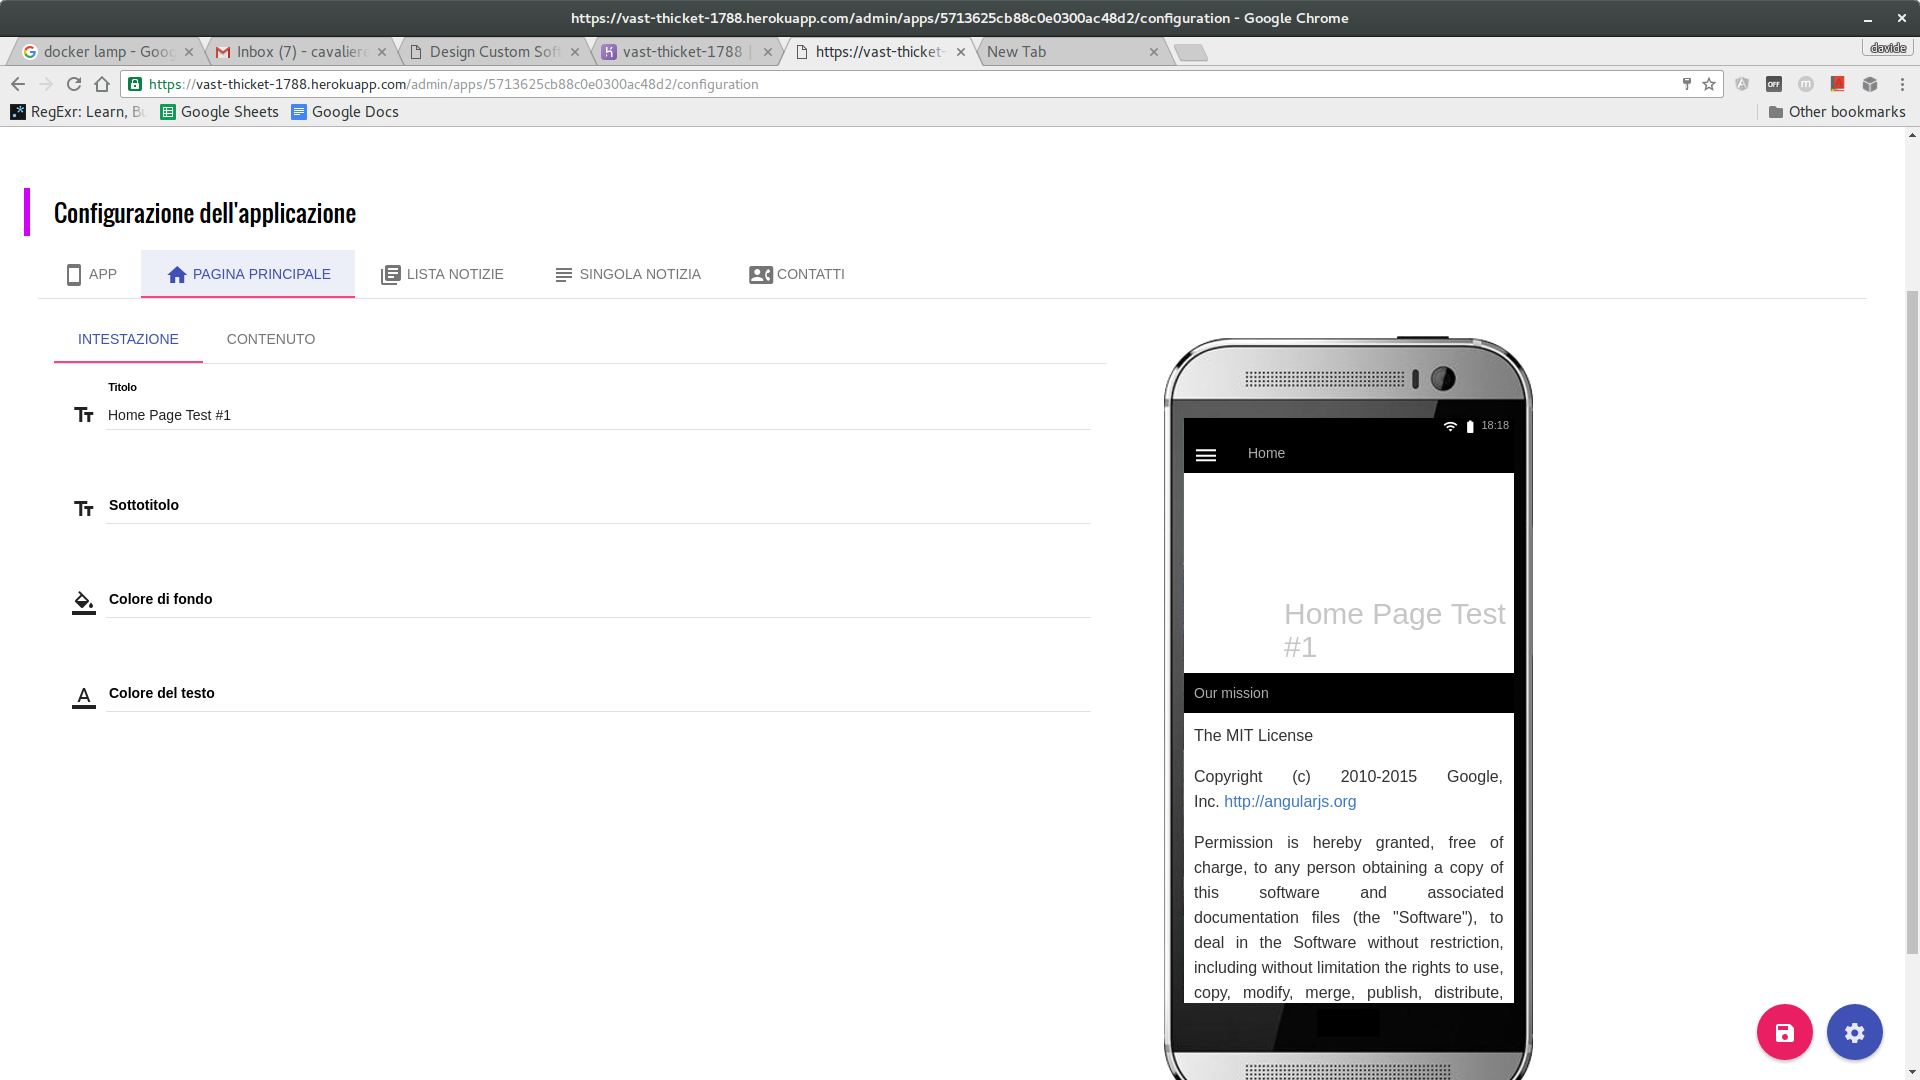 https://vast-thicket-1788.herokuapp.com/admin/apps/5713625cb88c0e0300ac48d2/configuration - Google Chrome
docker lamp - Goog
Inbox (7) - cavaliere
Design Custom Soft
vast-thicket-1788 |
https://vast-thicket-
New Tab
davide
https://vast-thicket-1788.herokuapp.com/admin/apps/5713625cb88c0e0300ac48d2/configuration
OFF
m
RegExr: Learn, Bu
Google Sheets
Google Docs
Other bookmarks
Configurazione dell'applicazione
APP
PAGINA PRINCIPALE
LISTA NOTIZIE
SINGOLA NOTIZIA
CONTATTI
INTESTAZIONE
CONTENUTO
Titolo
Home Page Test #1
Sottotitolo
Colore di fondo
Colore del testo
18:18
Home
Home Page Test
#1
Our mission
The MIT License
Copyright (c) 2010-2015 Google,
Inc. http://angularjs.org
Permission is hereby granted, free of
charge, to any person obtaining a copy of
this software and associated
documentation files (the "Software"), to
deal in the Software without restriction,
including without limitation the rights to use,
copy, modify, merge, publish, distribute,